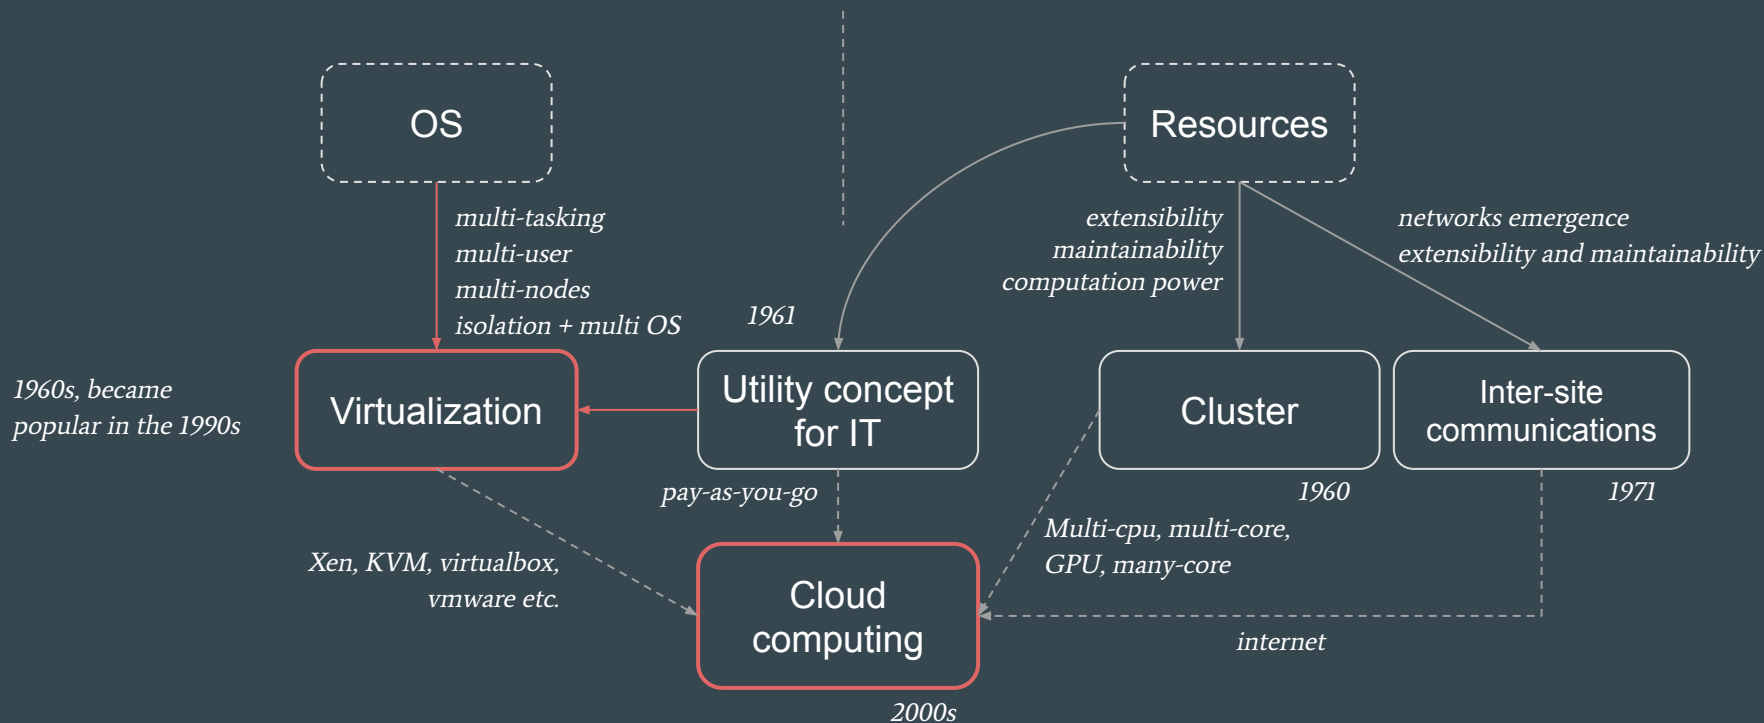 OS
Resources
multi-tasking
multi-user
multi-nodes
isolation + multi OS
extensibility
maintainability
computation power
networks emergence
extensibility and maintainability
1961
1960s, became
popular in the 1990s
Virtualization
Utility concept
for IT
Cluster
Inter-site
communications
pay-as-you-go
1960
1971
Xen, KVM, virtualbox,
vmware etc.
Multi-cpu, multi-core,
GPU, many-core
Cloud
computing
internet
2000s